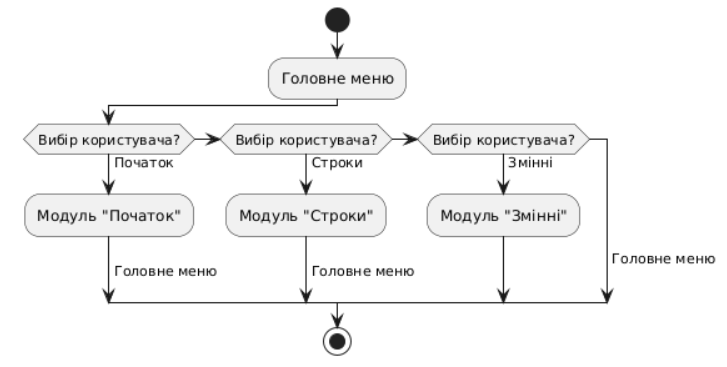 Головне меню
Вибір користувача?
Вибір користувача?
Вибір користувача?
Початок
Строки
Змінні
Модуль "Початок"
Модуль "Строки"
Модуль "Змінні"
Головне меню
Головне меню
Головне меню